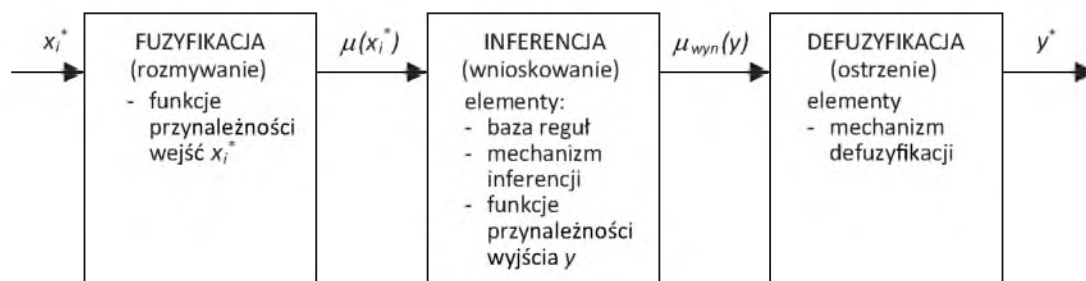 x_i^*
FUZYFIKACJA
(rozmywanie)
- funkcje
przynależności
wejść x_i^*
μ(x_i^*)
INFERENCJA
(wnioskowanie)
elementy:
- baza reguł
- mechanizm
inferencji
- funkcje
przynależności
wyjścia y
μ_wyn(y)
DEFUZYFIKACJA
(ostrzenie)
elementy
- mechanizm
defuzyfikacji
y^*